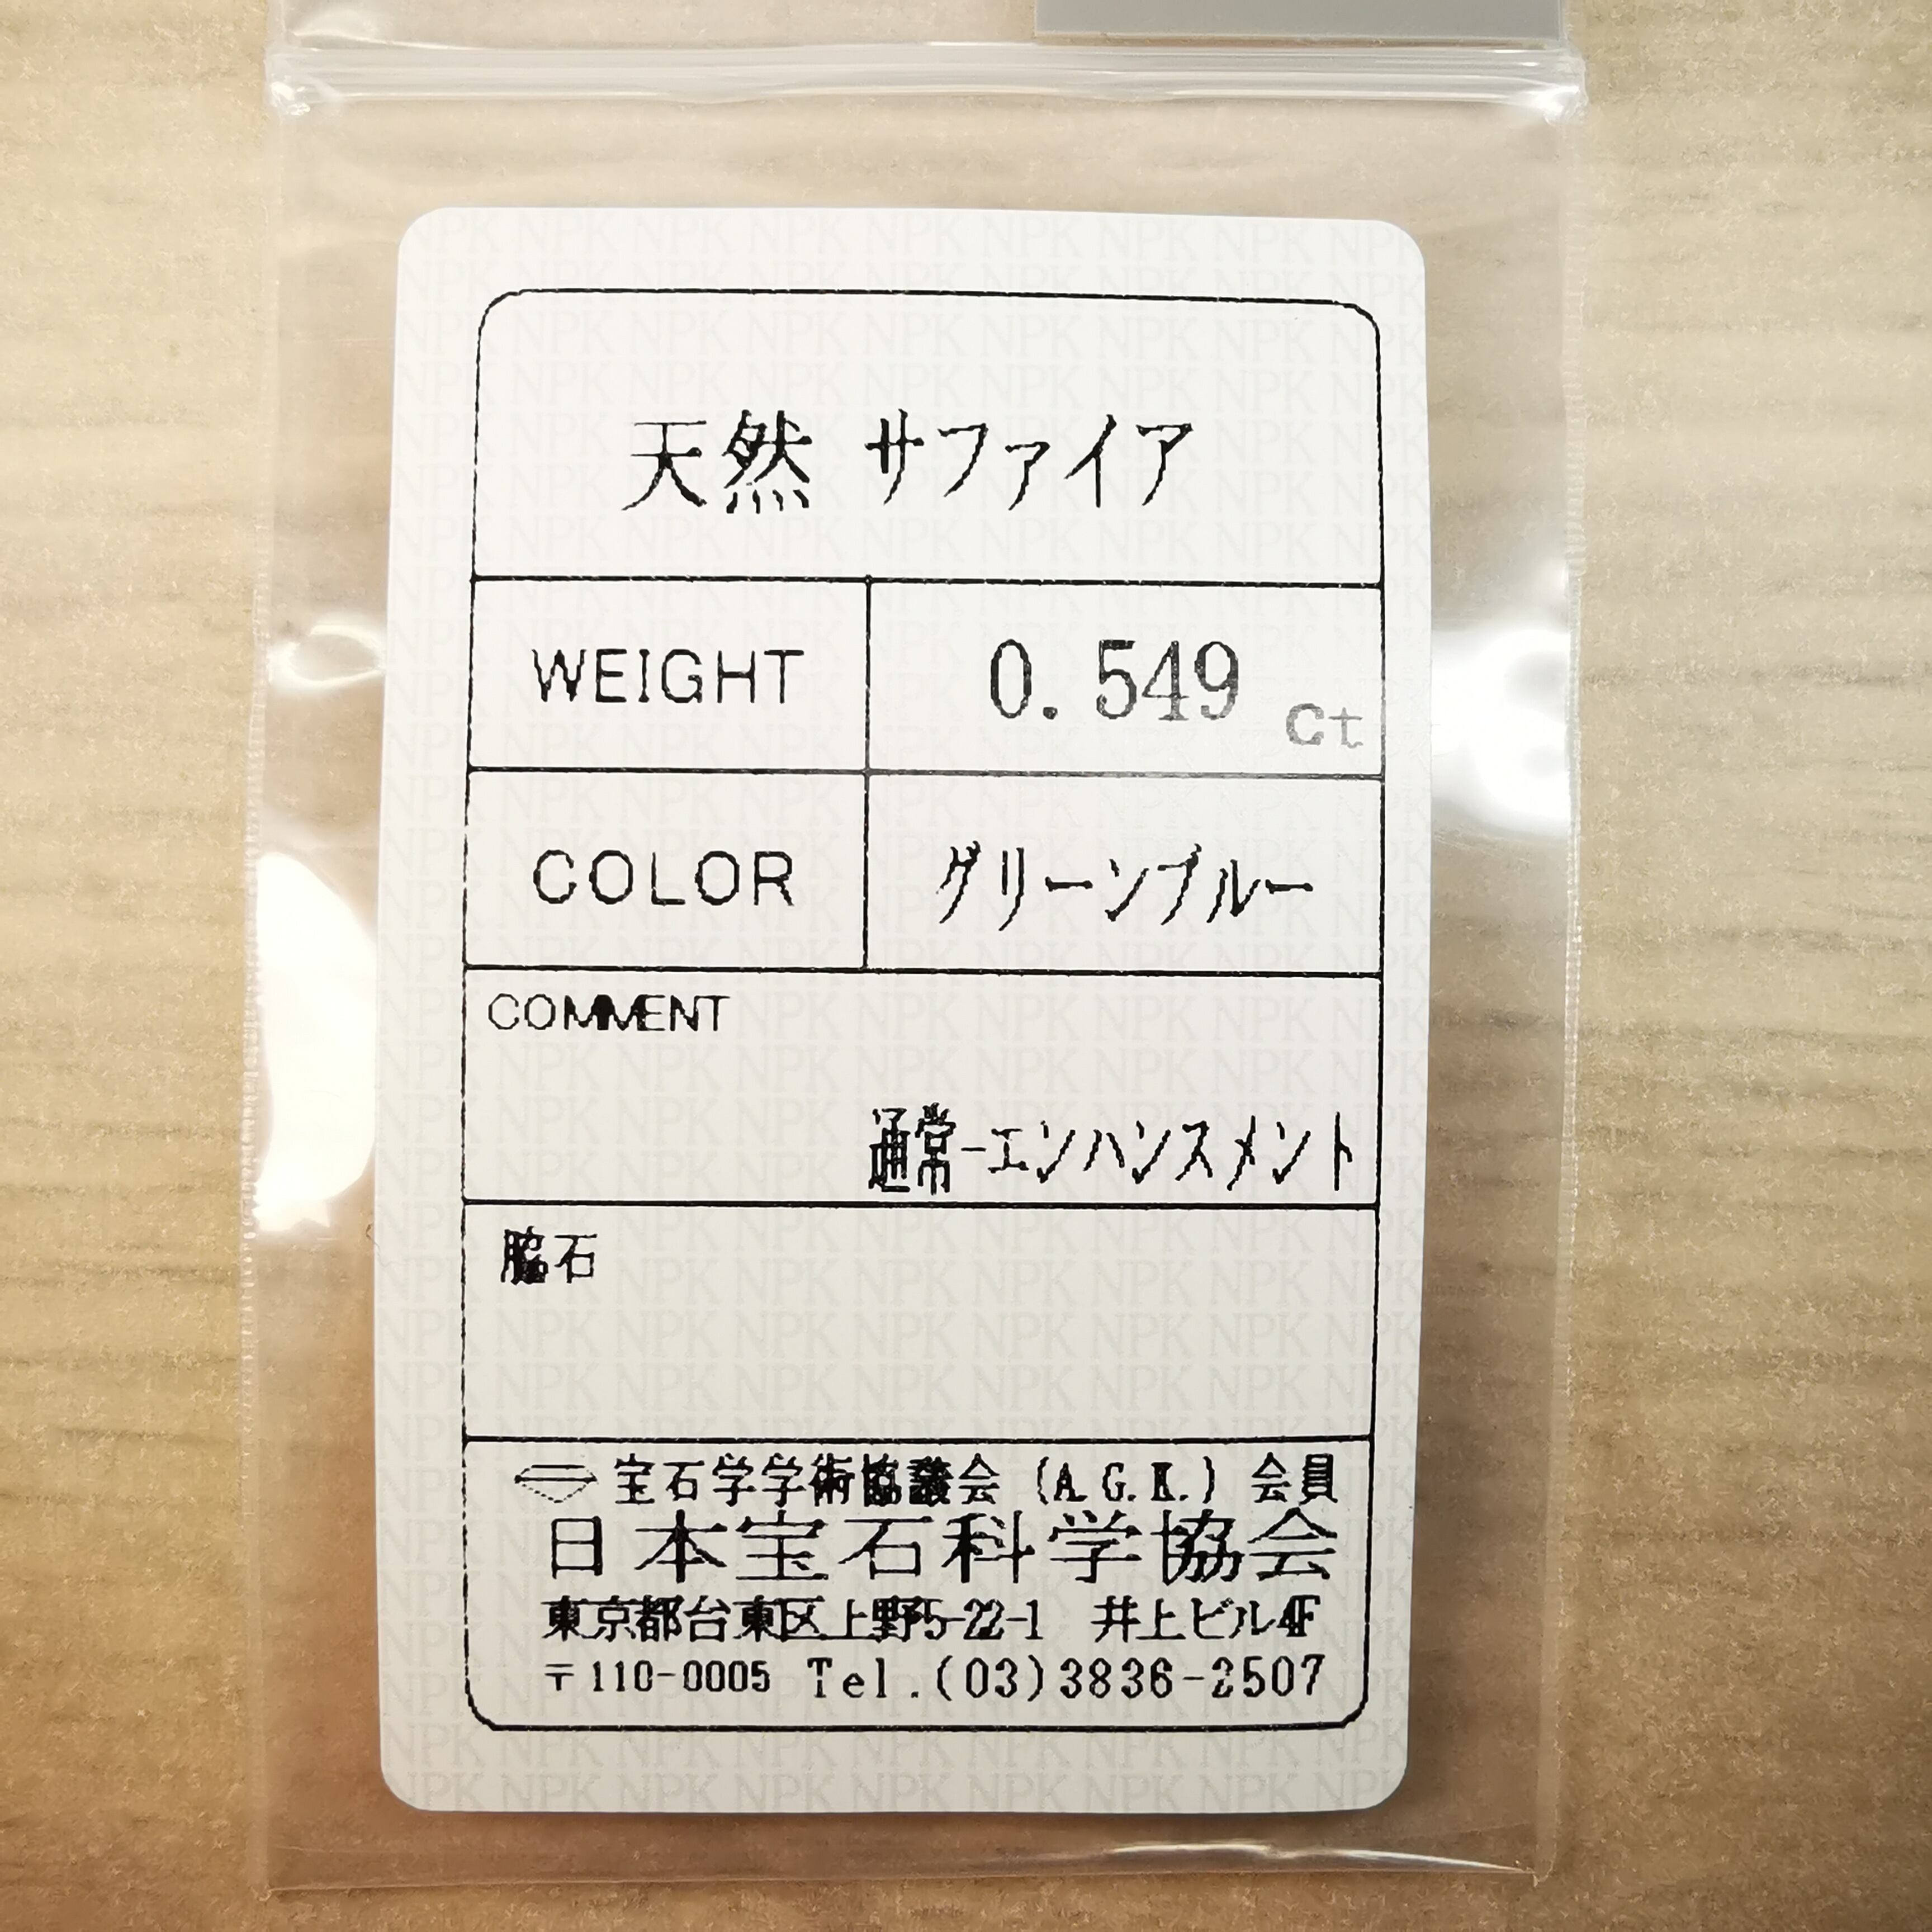 天然 サファイア
WEIGHT 0.549 ct
COLOR グリーンブルー
COMMENT
通常-エンハンスメント
脇石
宝石学学術協議会 (A.G.K.) 会員
日本宝石科学協会
東京都台東区上野5-22-1 井上ビル4F
〒110-0005 Tel.(03)3836-2507